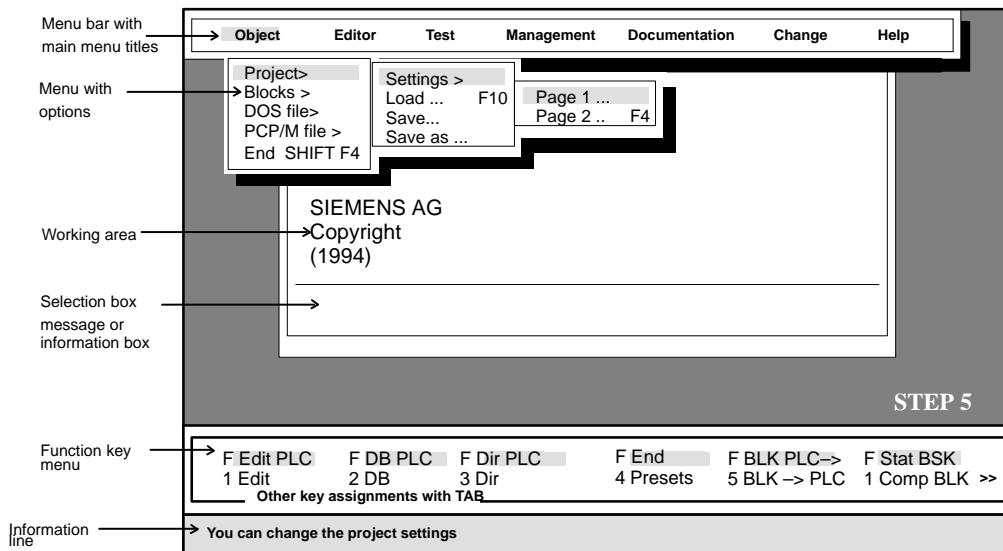 Menu bar with
main menu titles
Object Editor Test Management Documentation Change Help
Menu with
options
Project>
Blocks >
DOS file>
PCP/M file >
End SHIFT F4
Settings >
Load ... F10
Save...
Save as ...
Page 1 ...
Page 2 .. F4
Working area
SIEMENS AG
Copyright
(1994)
Selection box
message or
information box
STEP 5
Function key
menu
F Edit PLC F DB PLC F Dir PLC F End F BLK PLC–> F Stat BSK
1 Edit 2 DB 3 Dir 4 Presets 5 BLK –> PLC 1 Comp BLK >>
Other key assignments with TAB
Information
line
You can change the project settings